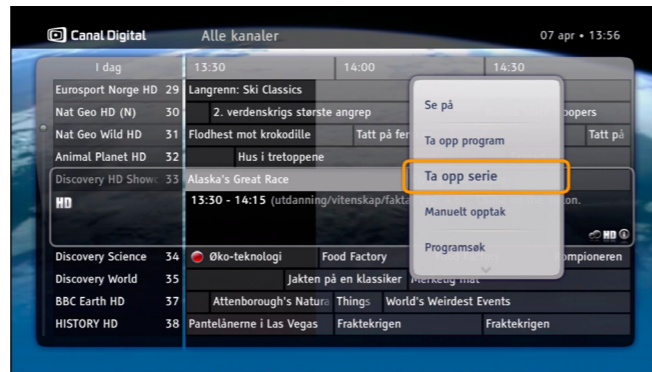 Canal Digital
Alle kanaler
07 apr • 13:56
I dag
13:30
14:00
14:30
Eurosport Norge HD 29 Langrenn: Ski Classics
Nat Geo HD (N) 30 2. verdenskrigs største angrep oopers
Nat Geo Wild HD 31 Flodhest mot krokodille Tatt på fer Tatt på
Animal Planet HD 32 Hus i tretoppene
Discovery HD Showc 33 Alaska's Great Race
HD 13:30 - 14:15 (utdanning/vitenskap/fakta on.
HD
Discovery Science 34 Øko-teknologi Food Factory mpioneren
Discovery World 35 Jakten på en klassiker Merkelig mat
BBC Earth HD 37 Attenborough's Natura Things World's Weirdest Events
HISTORY HD 38 Pantelånerne i Las Vegas Fraktekrigen Fraktekrigen
Se på
Ta opp program
Ta opp serie
Manuelt opptak
Programsøk